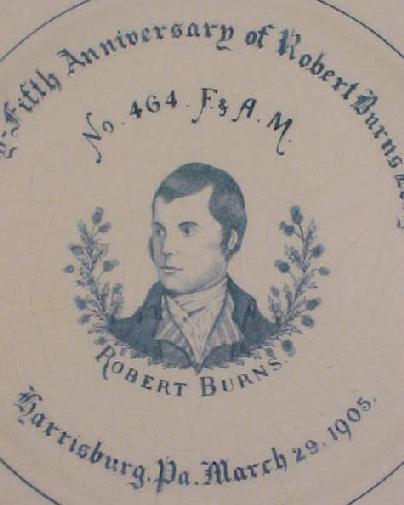 Fifth Anniversary of Robert Burns
No. 464. F. & A. M.
ROBERT BURNS.
Harrisburg. Pa. March 29. 1905.